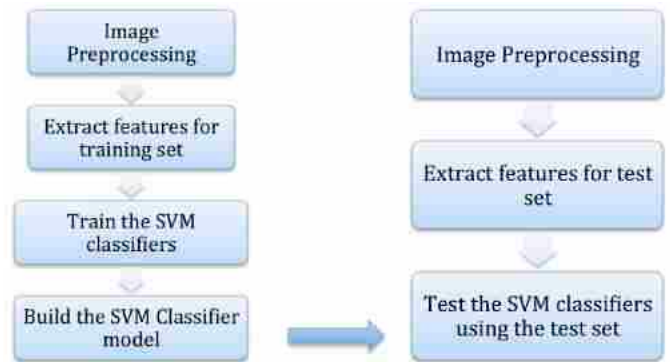 Image
Preprocessing
Extract features for
training set
Train the SVM
classifiers
Build the SVM Classifier
model
Image Preprocessing
Extract features for test
set
Test the SVM classifiers
using the test set